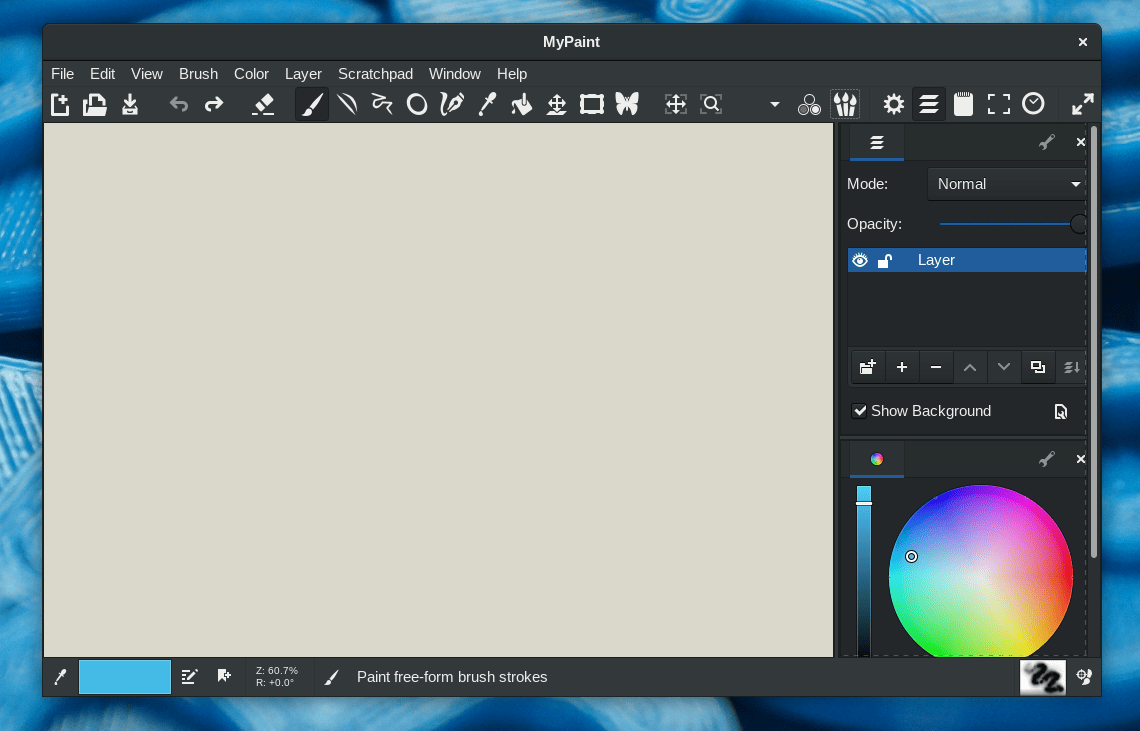 MyPaint
File Edit View Brush Color Layer Scratchpad Window Help
Mode: Normal
Opacity:
Layer
Show Background
Z: 60.7%
R: +0.0°
Paint free-form brush strokes